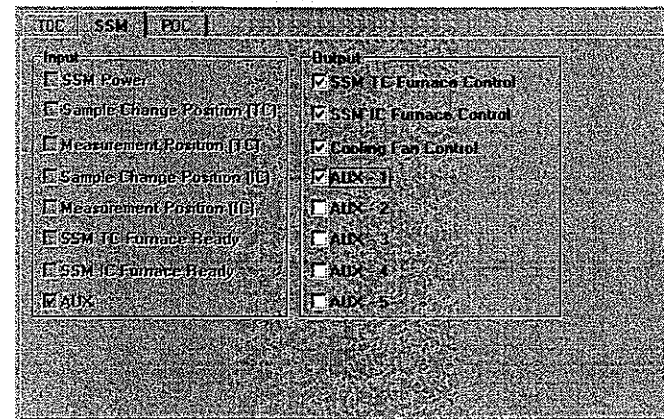 TOC SSM POC
Input
SSM Power
Sample Change Position (TC)
Measurement Position (TC)
Sample Change Position (IC)
Measurement Position (IC)
SSM TC Furnace Ready
SSM IC Furnace Ready
AUX
Output
SSM TC Furnace Control
SSM IC Furnace Control
Cooling Fan Control
AUX - 1
AUX - 2
AUX - 3
AUX - 4
AUX - 5